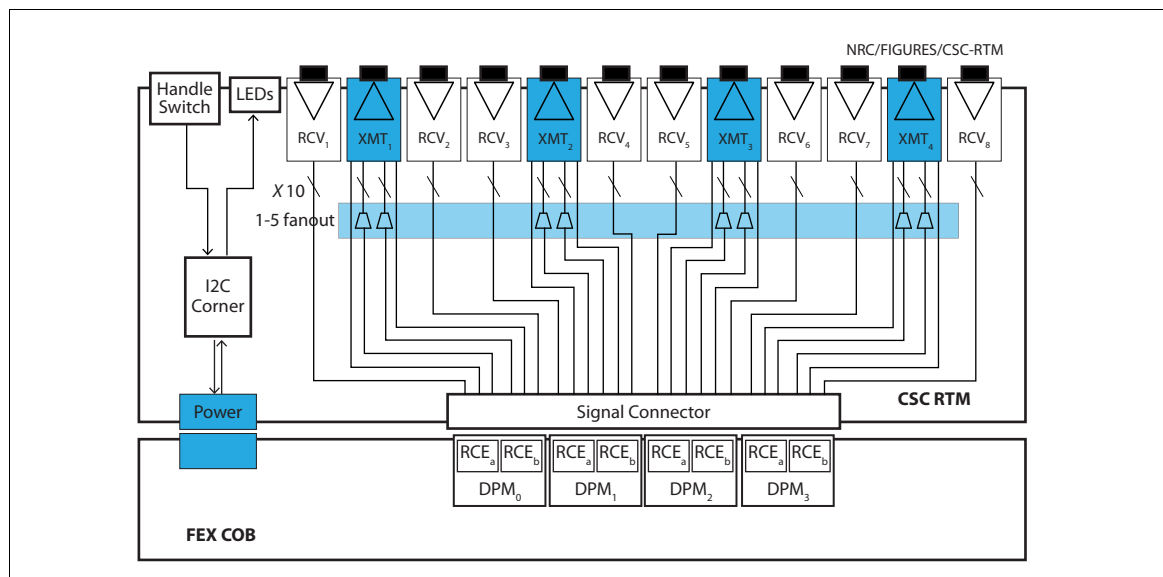 NRC/FIGURES/CSC-RTM
Handle
Switch
LEDs
RCV1
XMT1
RCV2
RCV3
XMT2
RCV4
RCV5
XMT3
RCV6
RCV7
XMT4
RCV8
X 10
1-5 fanout
I2C
Corner
Power
Signal Connector
CSC RTM
RCEa
RCEb
RCEa
RCEb
RCEa
RCEb
RCEa
RCEb
DPM0
DPM1
DPM2
DPM3
FEX COB